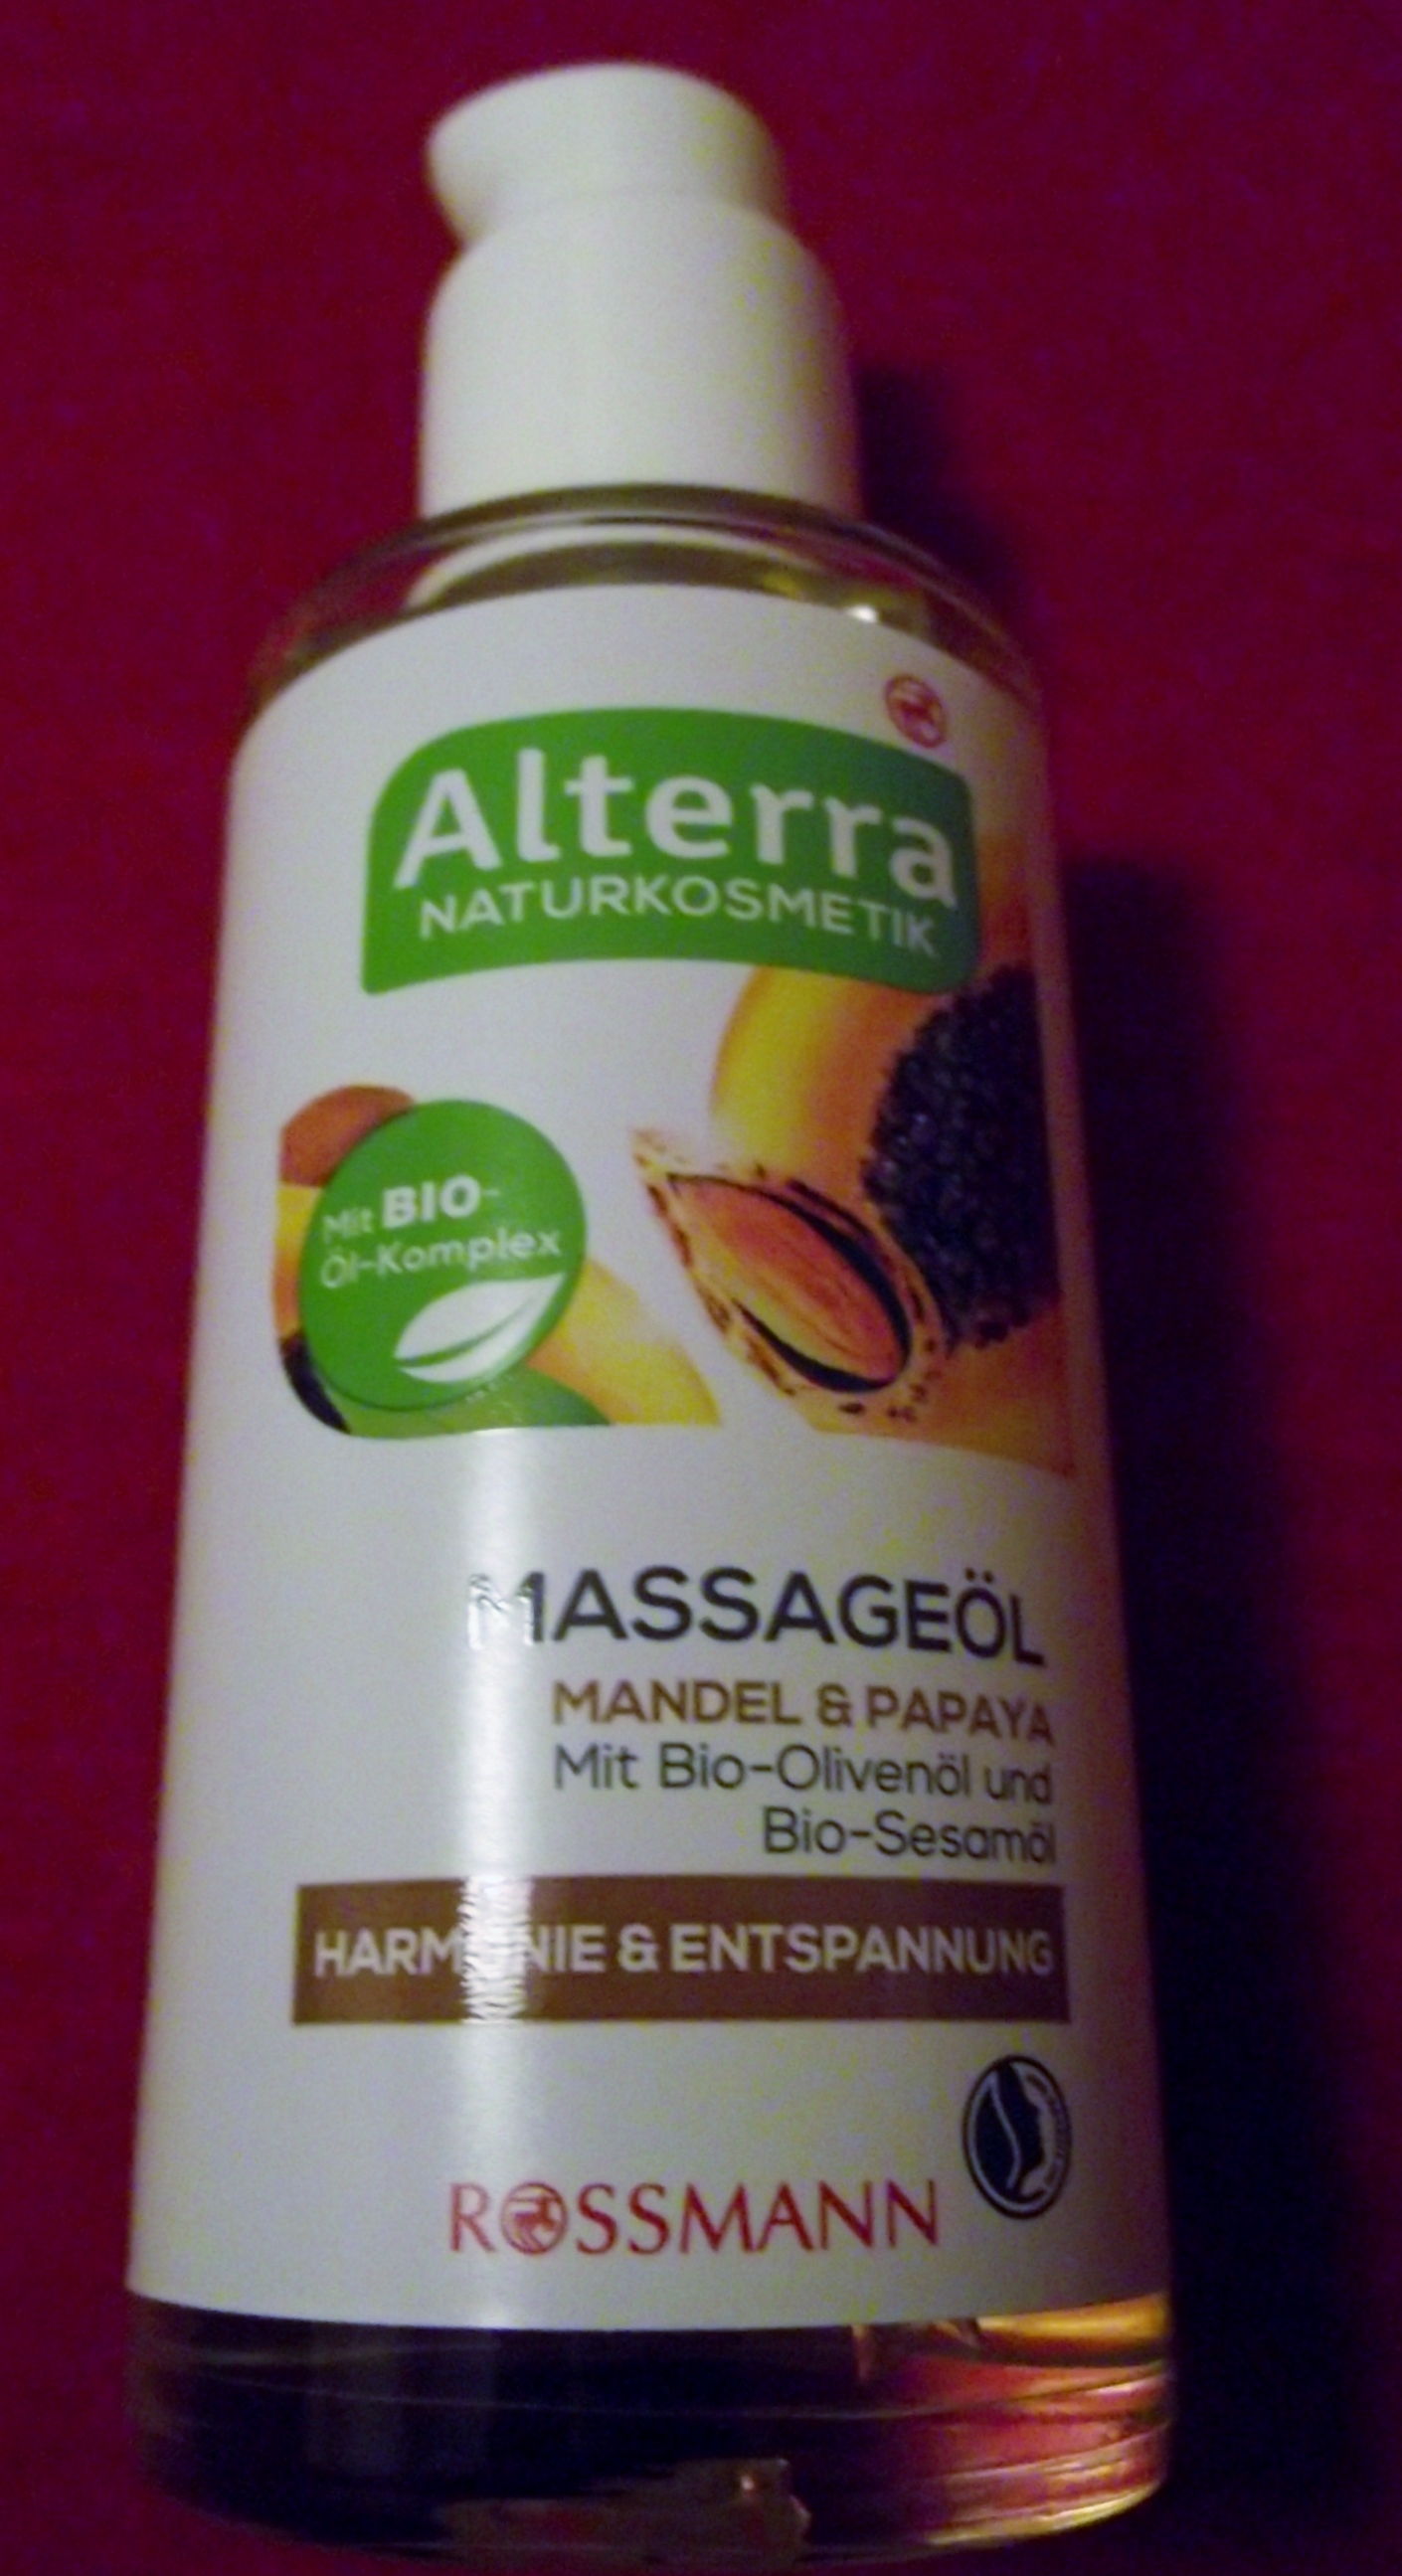 Alterra
NATURKOSMETIK
Mit BIO-
Öl-Komplex
MASSAGEÖL
MANDEL & PAPAYA
Mit Bio-Olivenöl und
Bio-Sesamöl
HARMONIE & ENTSPANNUNG
ROSSMANN